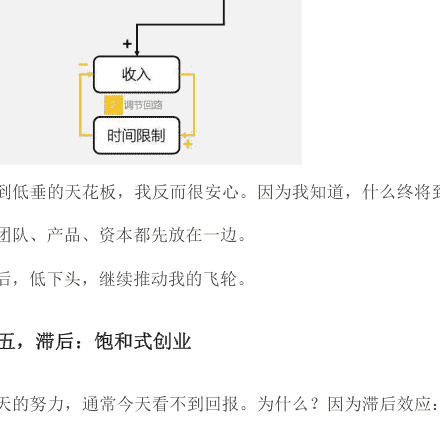 +
收入
−
调节回路
时间限制
+
到低垂的天花板，我反而很安心。因为我知道，什么终将到
团队、产品、资本都先放在一边。
后，低下头，继续推动我的飞轮。
五，滞后：饱和式创业
天的努力，通常今天看不到回报。为什么？因为滞后效应：